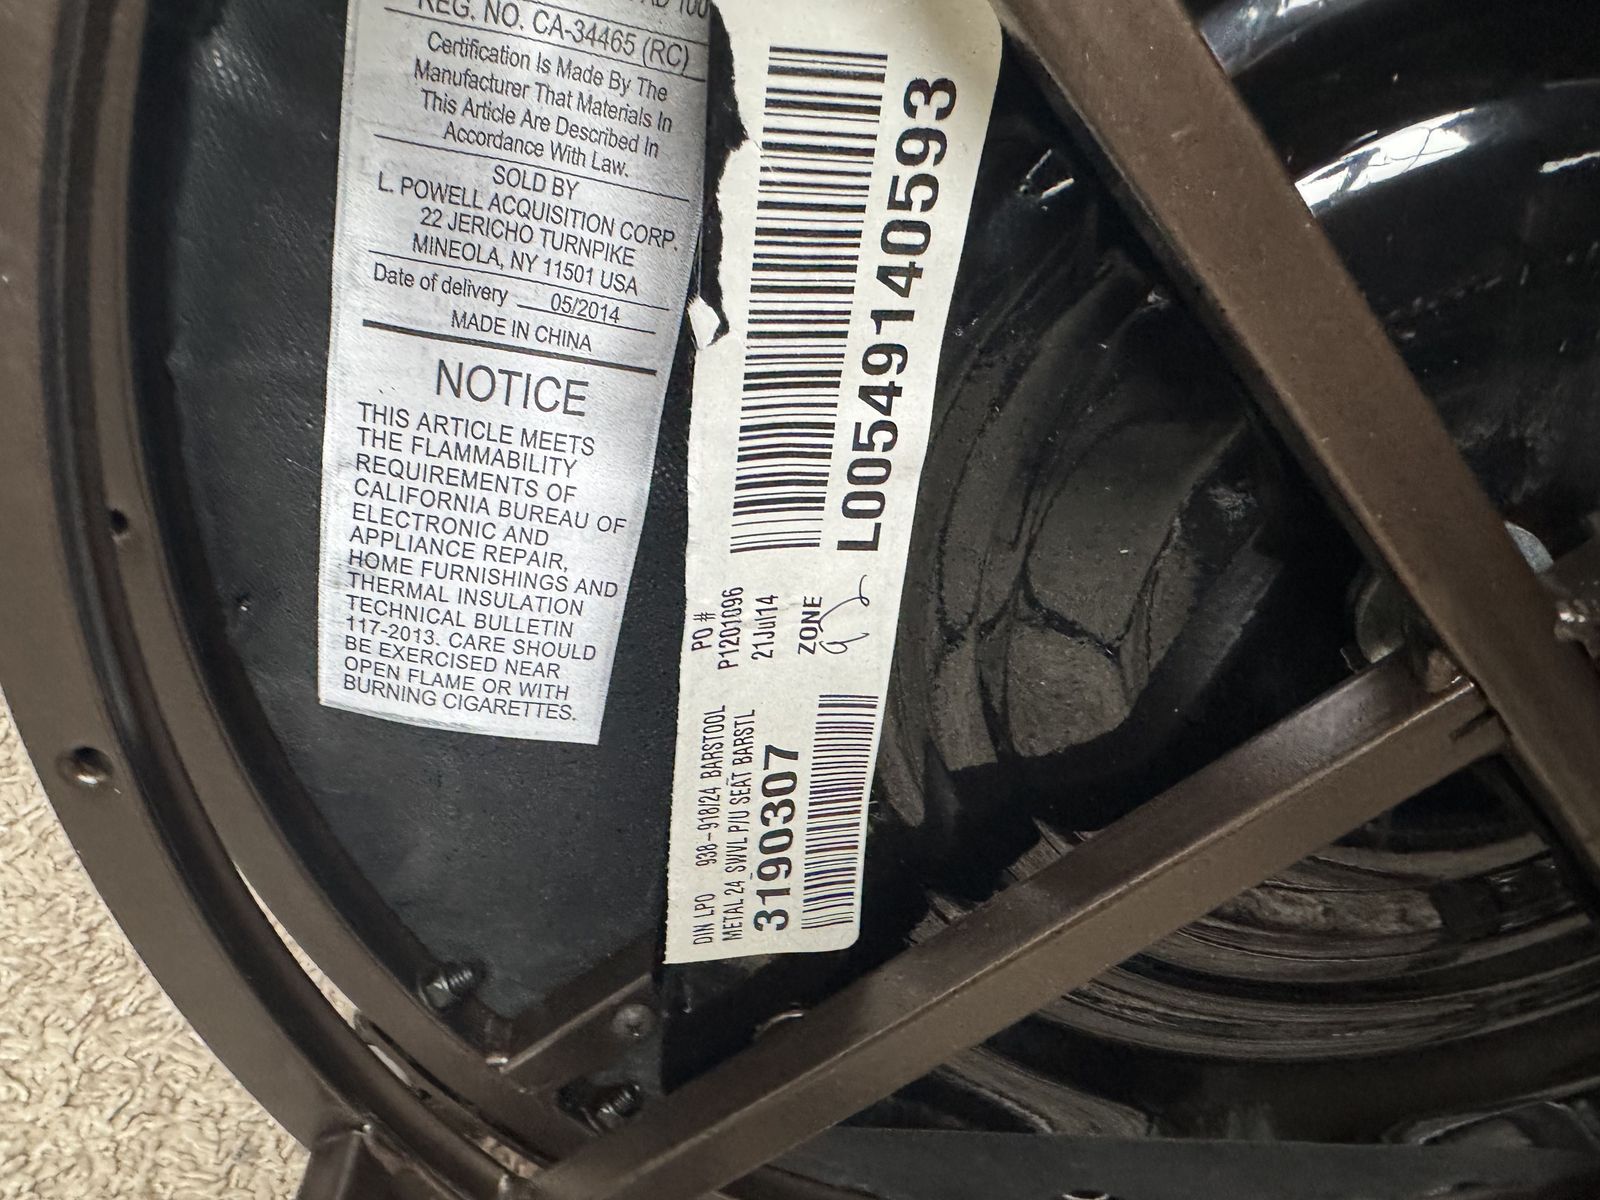 REG. NO. CA-34465 (RC)
Certification Is Made By The
Manufacturer That Materials In
This Article Are Described In
Accordance With Law.
SOLD BY
L. POWELL ACQUISITION CORP.
22 JERICHO TURNPIKE
MINEOLA, NY 11501 USA
Date of delivery 05/2014
MADE IN CHINA
NOTICE
THIS ARTICLE MEETS
THE FLAMMABILITY
REQUIREMENTS OF
CALIFORNIA BUREAU OF
ELECTRONIC AND
APPLIANCE REPAIR,
HOME FURNISHINGS AND
THERMAL INSULATION
TECHNICAL BULLETIN
117-2013. CARE SHOULD
BE EXERCISED NEAR
OPEN FLAME OR WITH
BURNING CIGARETTES.
L00549140593
PO #
P1201096
21Jul14
ZONE
DIN LPO 938-918/24 BARSTOOL
METAL 24 SWVL P/U SEAT BARSTL
3190307